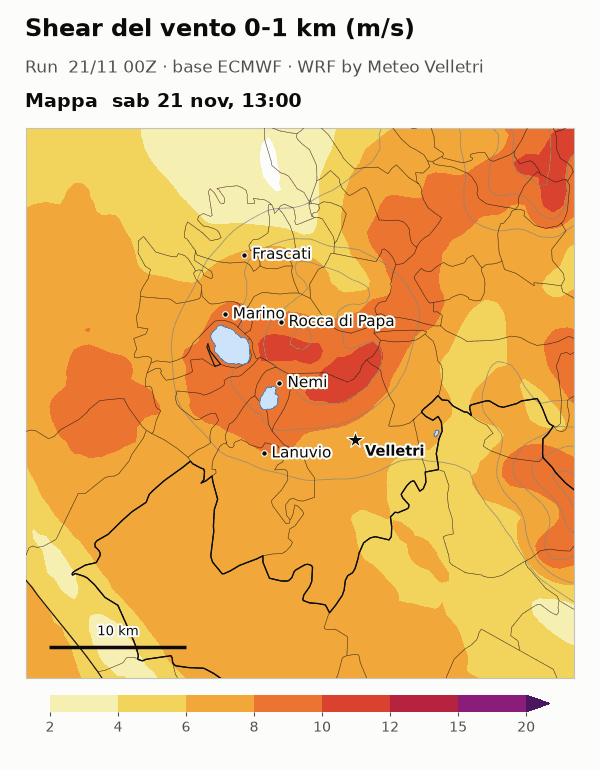 Shear del vento 0-1 km (m/s)
Run  21/11 00Z · base ECMWF · WRF by Meteo Velletri
Mappa  sab 21 nov, 13:00
Frascati
Marino
Rocca di Papa
Nemi
Velletri
Lanuvio
10 km
2 4 6 8 10 12 15 20